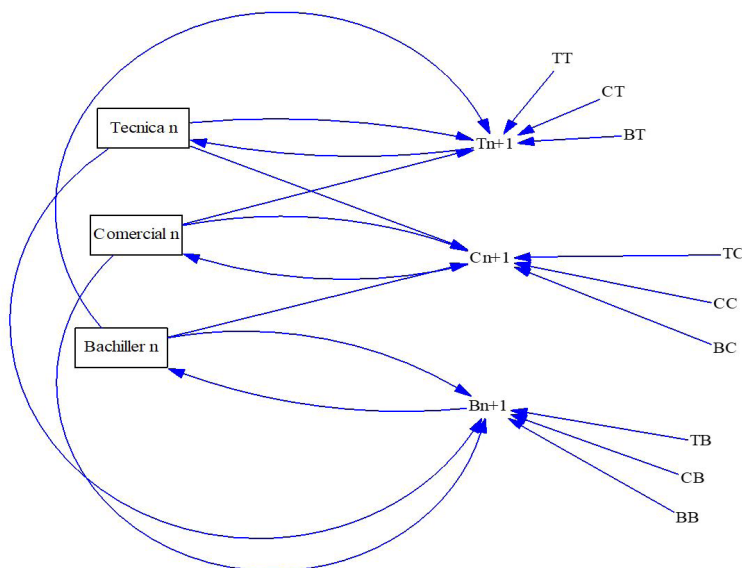 TT
CT
Tecnica n
BT
Tn+1
Comercial n
TC
Cn+1
CC
Bachiller n
BC
Bn+1
TB
CB
BB